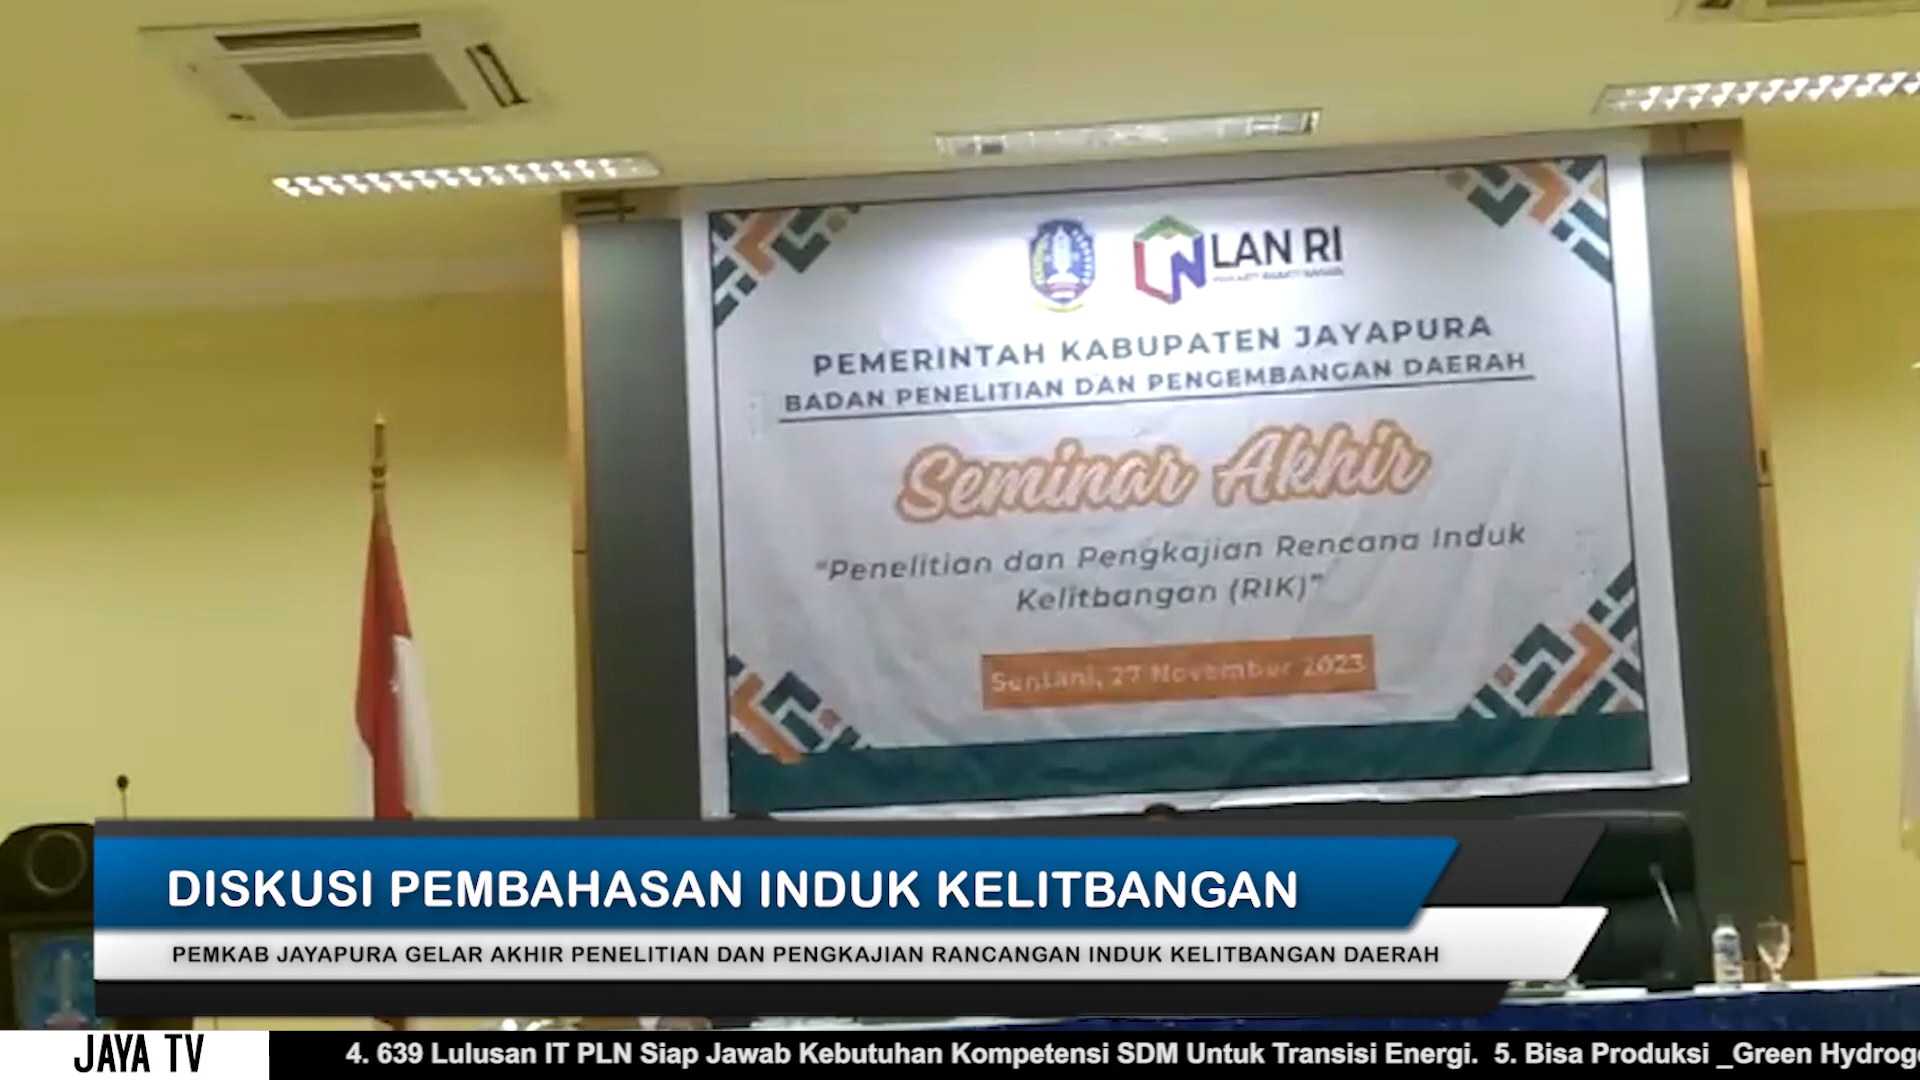 LAN RI
PEMERINTAH KABUPATEN JAYAPURA
BADAN PENELITIAN DAN PENGEMBANGAN DAERAH
Seminar Akhir
“Penelitian dan Pengkajian Rencana Induk
Kelitbangan (RIK)”
Sentani, 27 November 2023
DISKUSI PEMBAHASAN INDUK KELITBANGAN
PEMKAB JAYAPURA GELAR AKHIR PENELITIAN DAN PENGKAJIAN RANCANGAN INDUK KELITBANGAN DAERAH
JAYA TV
4. 639 Lulusan IT PLN Siap Jawab Kebutuhan Kompetensi SDM Untuk Transisi Energi. 5. Bisa Produksi _Green Hydroge